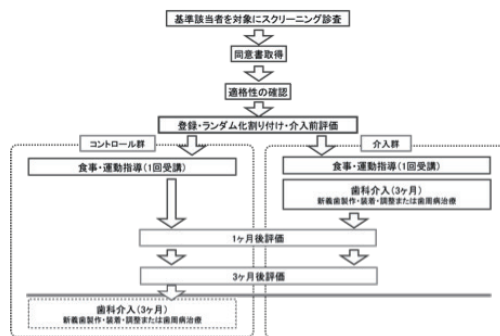 基準該当者を対象にスクリーニング診査
同意書取得
適格性の確認
登録・ランダム化割り付け・介入前評価
コントロール群
介入群
食事・運動指導(1回受講)
食事・運動指導(1回受講)
歯科介入(3ヶ月)
新義歯製作・装着・調整または歯周病治療
1ヶ月後評価
3ヶ月後評価
歯科介入(3ヶ月)
新義歯製作・装着・調整または歯周病治療